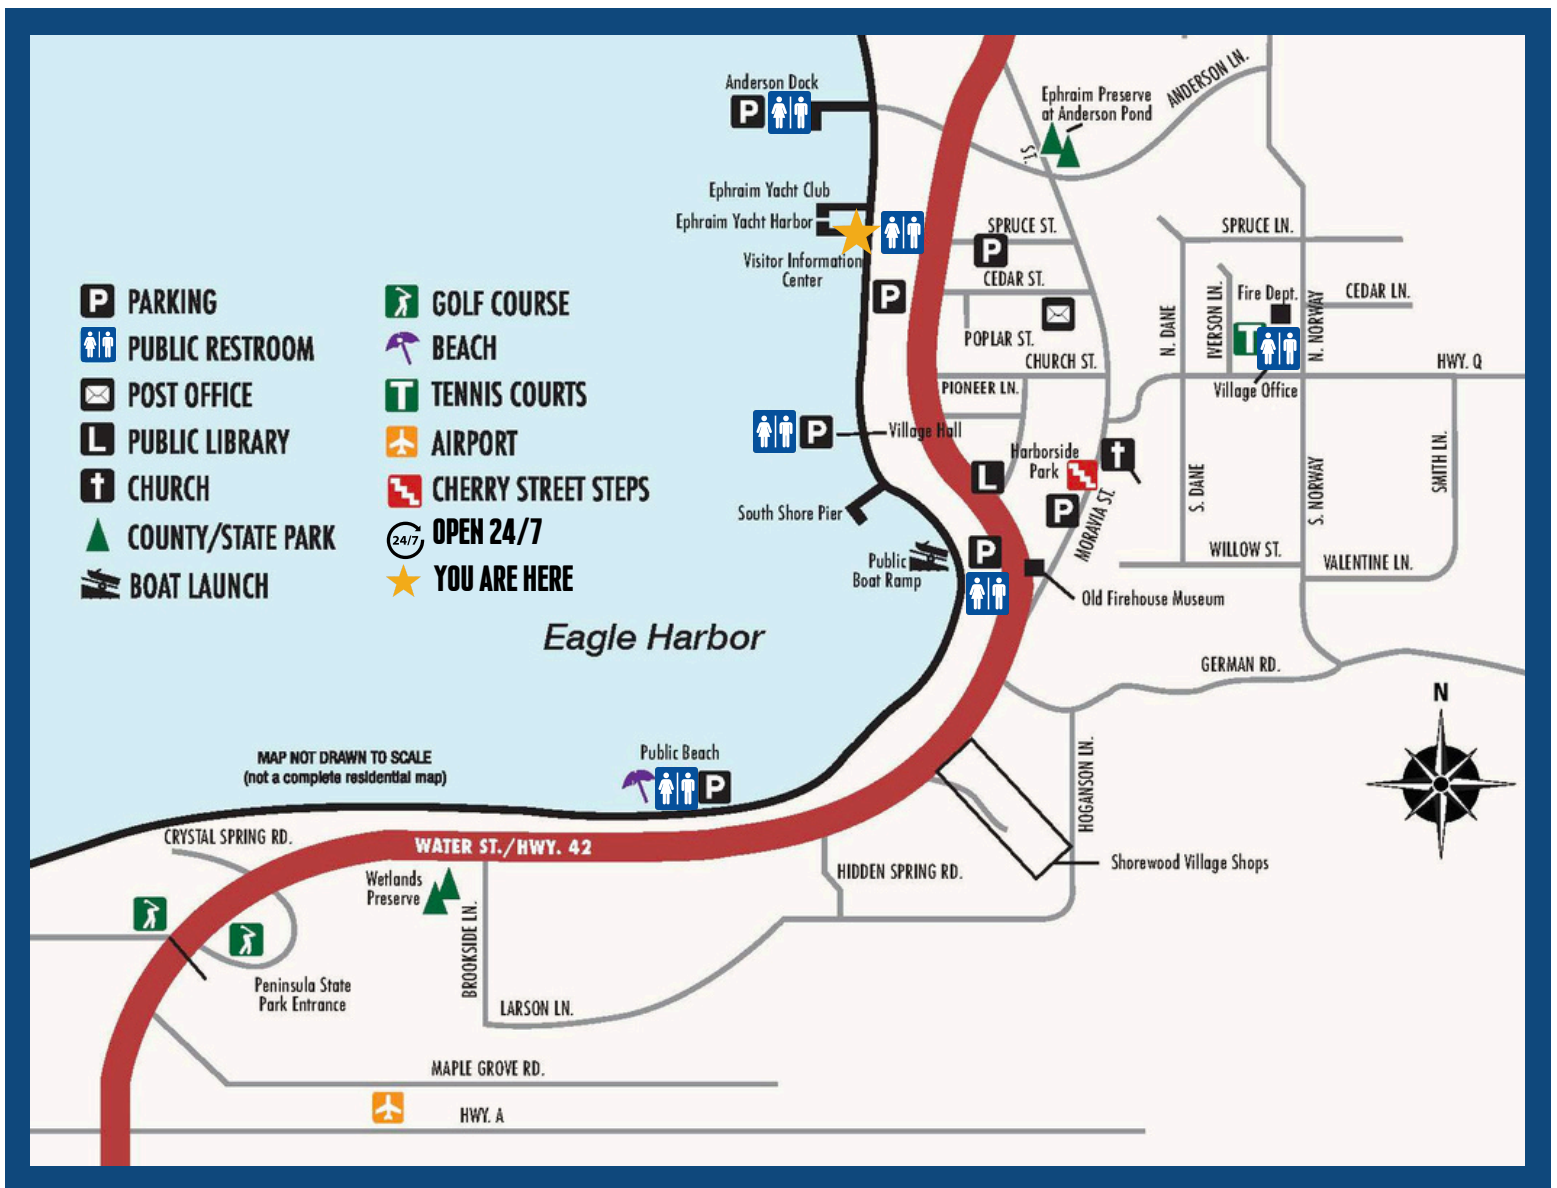 Anderson Dock
P
Ephraim Preserve
at Anderson Pond
ANDERSON LN.
ST.
Ephraim Yacht Club
Ephraim Yacht Harbor
Visitor Information
Center
SPRUCE ST.
P
CEDAR ST.
P
POPLAR ST.
CHURCH ST.
PIONEER LN.
SPRUCE LN.
Fire Dept.
CEDAR LN.
N. DANE
IVERSON LN.
N. NORWAY
T
HWY. Q
Village Office
P PARKING
PUBLIC RESTROOM
POST OFFICE
L PUBLIC LIBRARY
CHURCH
COUNTY/STATE PARK
BOAT LAUNCH
GOLF COURSE
BEACH
T TENNIS COURTS
AIRPORT
CHERRY STREET STEPS
24/7 OPEN 24/7
YOU ARE HERE
P
Village Hall
Harborside
Park
L
P
MORAVIA ST.
S. DANE
S. NORWAY
SMITH LN.
South Shore Pier
Public
Boat Ramp
P
WILLOW ST.
VALENTINE LN.
Old Firehouse Museum
Eagle Harbor
GERMAN RD.
N
MAP NOT DRAWN TO SCALE
(not a complete residential map)
Public Beach
P
HOGANSON LN.
CRYSTAL SPRING RD.
WATER ST./HWY. 42
Wetlands
Preserve
HIDDEN SPRING RD.
Shorewood Village Shops
BROOKSIDE LN.
Peninsula State
Park Entrance
LARSON LN.
MAPLE GROVE RD.
HWY. A